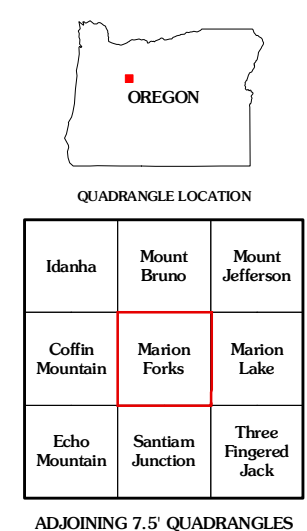 OREGON
QUADRANGLE LOCATION
Idanha
Mount
Bruno
Mount
Jefferson
Coffin
Mountain
Marion
Forks
Marion
Lake
Echo
Mountain
Santiam
Junction
Three
Fingered
Jack
ADJOINING 7.5' QUADRANGLES